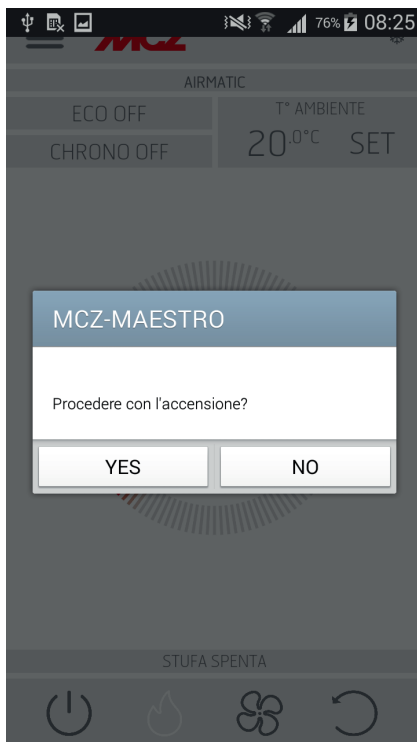 76% 08:25
MCZ
AIRMATIC
ECO OFF
T° AMBIENTE
CHRONO OFF
20.0°C SET
MCZ-MAESTRO
Procedere con l'accensione?
YES NO
STUFA SPENTA